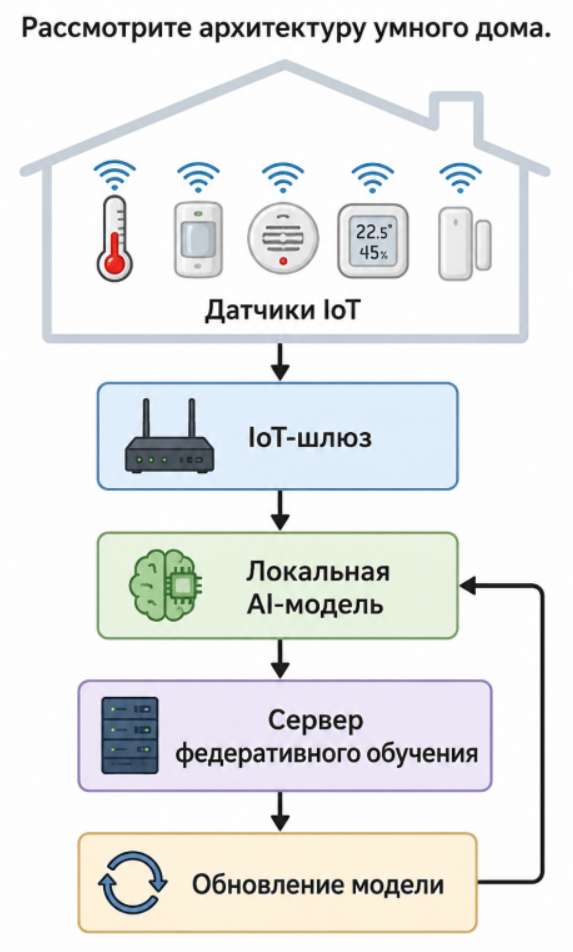 Рассмотрите архитектуру умного дома.
22.5°
45%
Датчики IoT
IoT-шлюз
Локальная
AI-модель
Сервер
федеративного обучения
Обновление модели